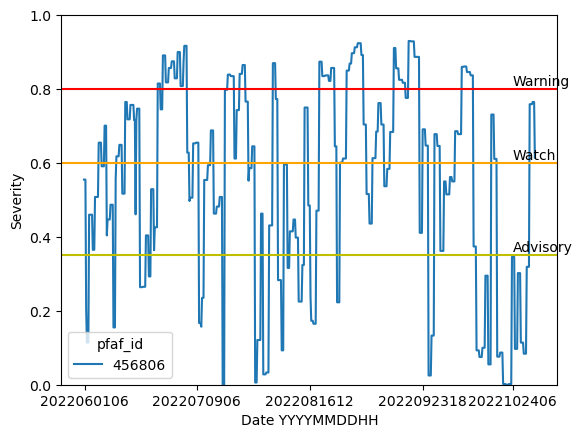 1.0
0.8
0.6
0.4
0.2
0.0
Severity
Warning
Watch
Advisory
pfaf_id
456806
2022060106
2022070906
2022081612
2022092318
2022102406
Date YYYYMMDDHH